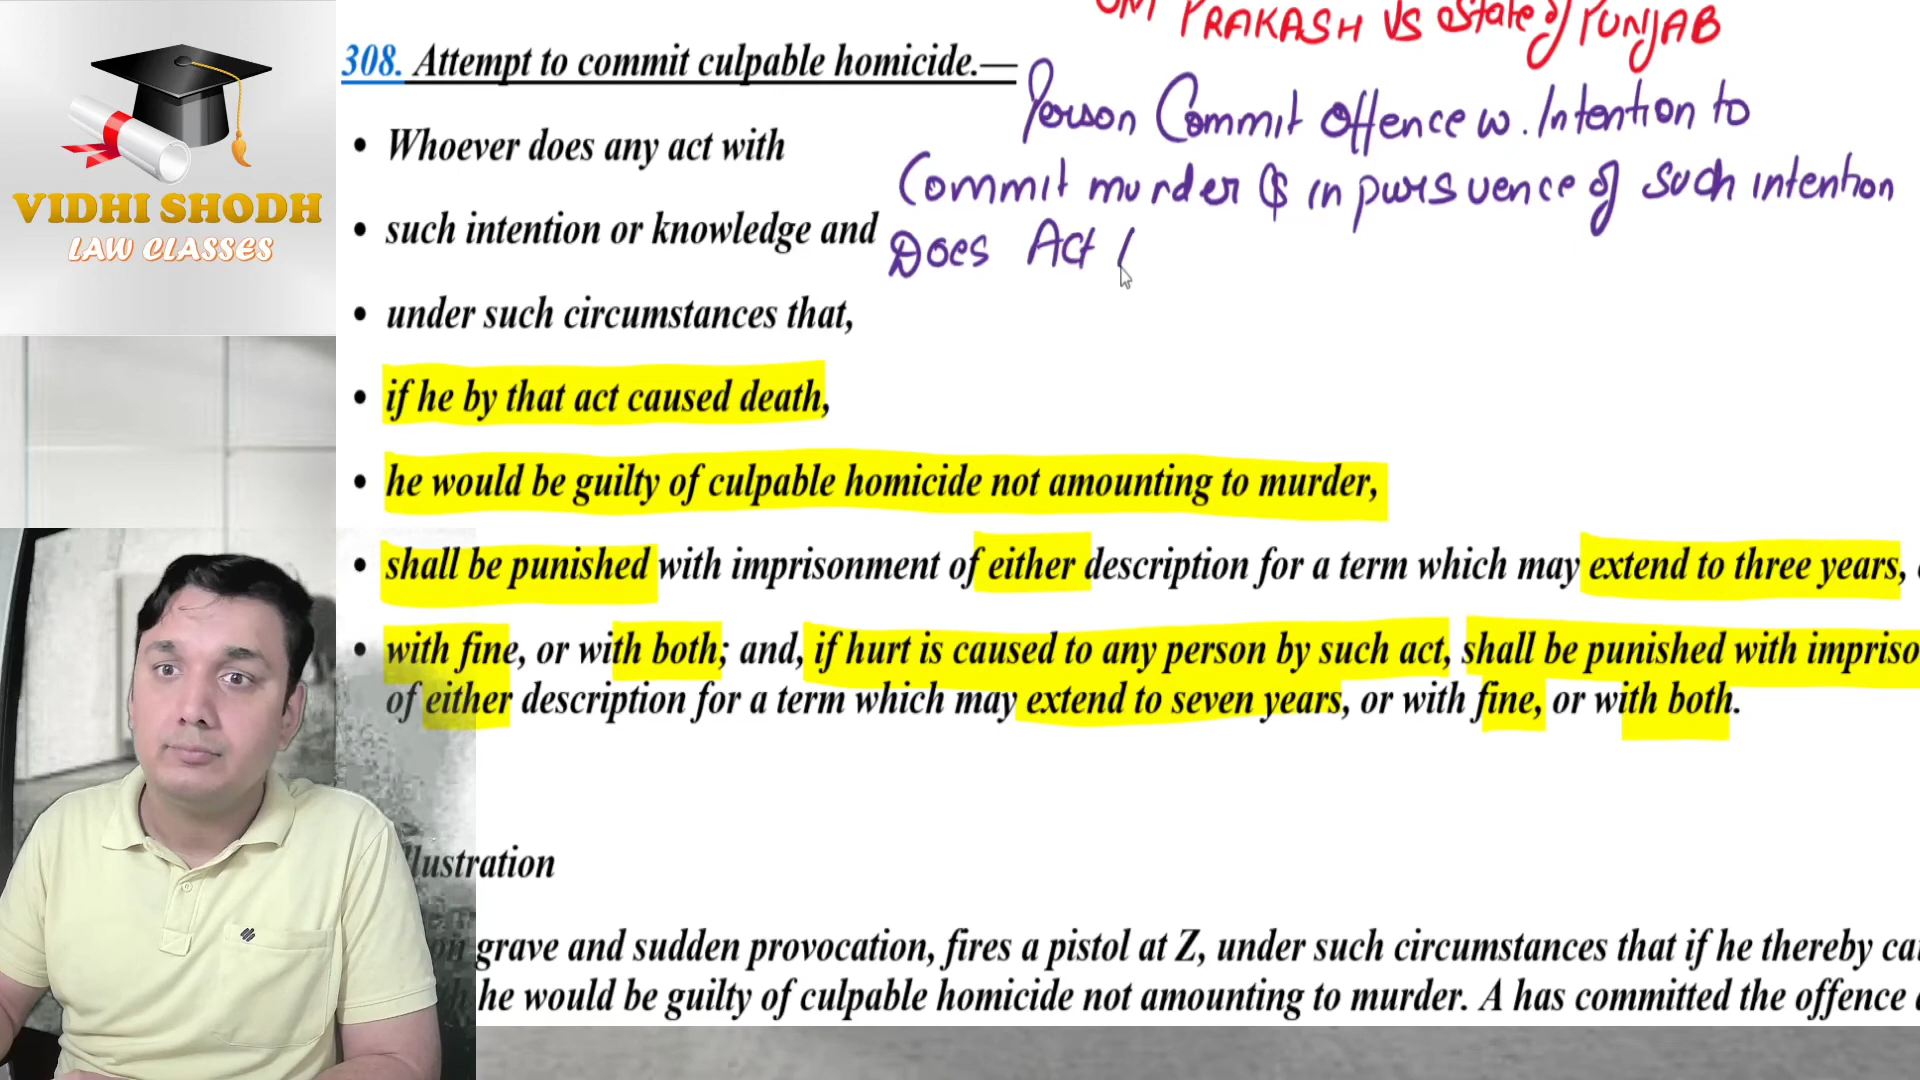 OM PRAKASH VS State of PUNJAB
308. Attempt to commit culpable homicide.—
Person Commit Offence w. Intention to
• Whoever does any act with
Commit murder & in pursuence of such intention
• such intention or knowledge and
Does Act (
• under such circumstances that,
• if he by that act caused death,
• he would be guilty of culpable homicide not amounting to murder,
• shall be punished with imprisonment of either description for a term which may extend to three years,
• with fine, or with both; and, if hurt is caused to any person by such act, shall be punished with impriso
of either description for a term which may extend to seven years, or with fine, or with both.
llustration
on grave and sudden provocation, fires a pistol at Z, under such circumstances that if he thereby cau
h he would be guilty of culpable homicide not amounting to murder. A has committed the offence
VIDHI SHODH
LAW CLASSES